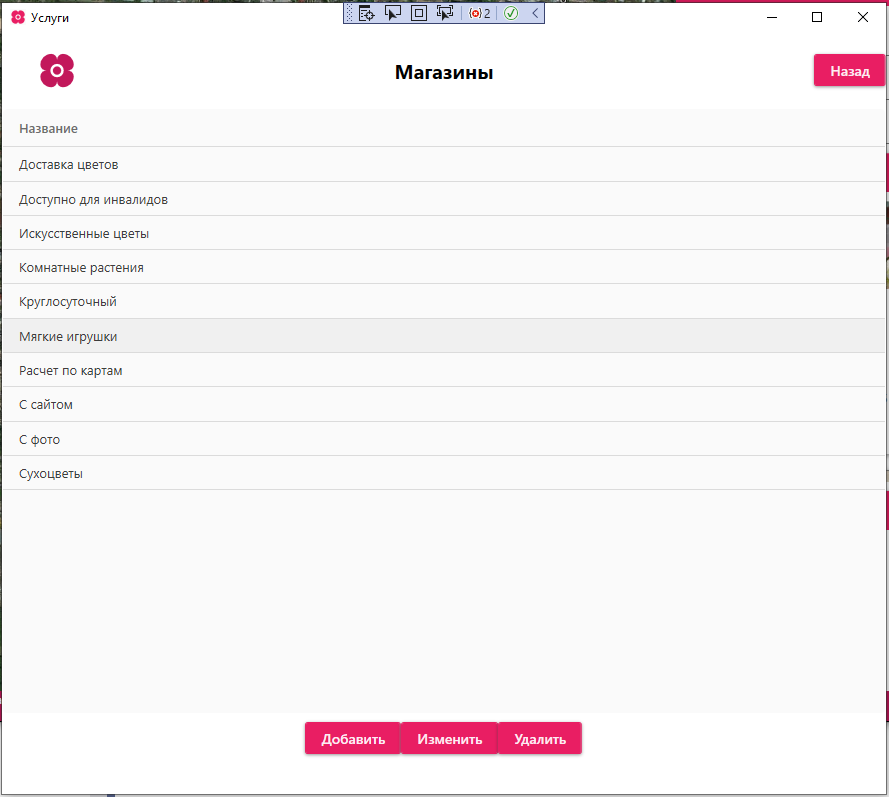 Услуги
2
Магазины
Назад
Название
Доставка цветов
Доступно для инвалидов
Искусственные цветы
Комнатные растения
Круглосуточный
Мягкие игрушки
Расчет по картам
С сайтом
С фото
Сухоцветы
Добавить Изменить Удалить